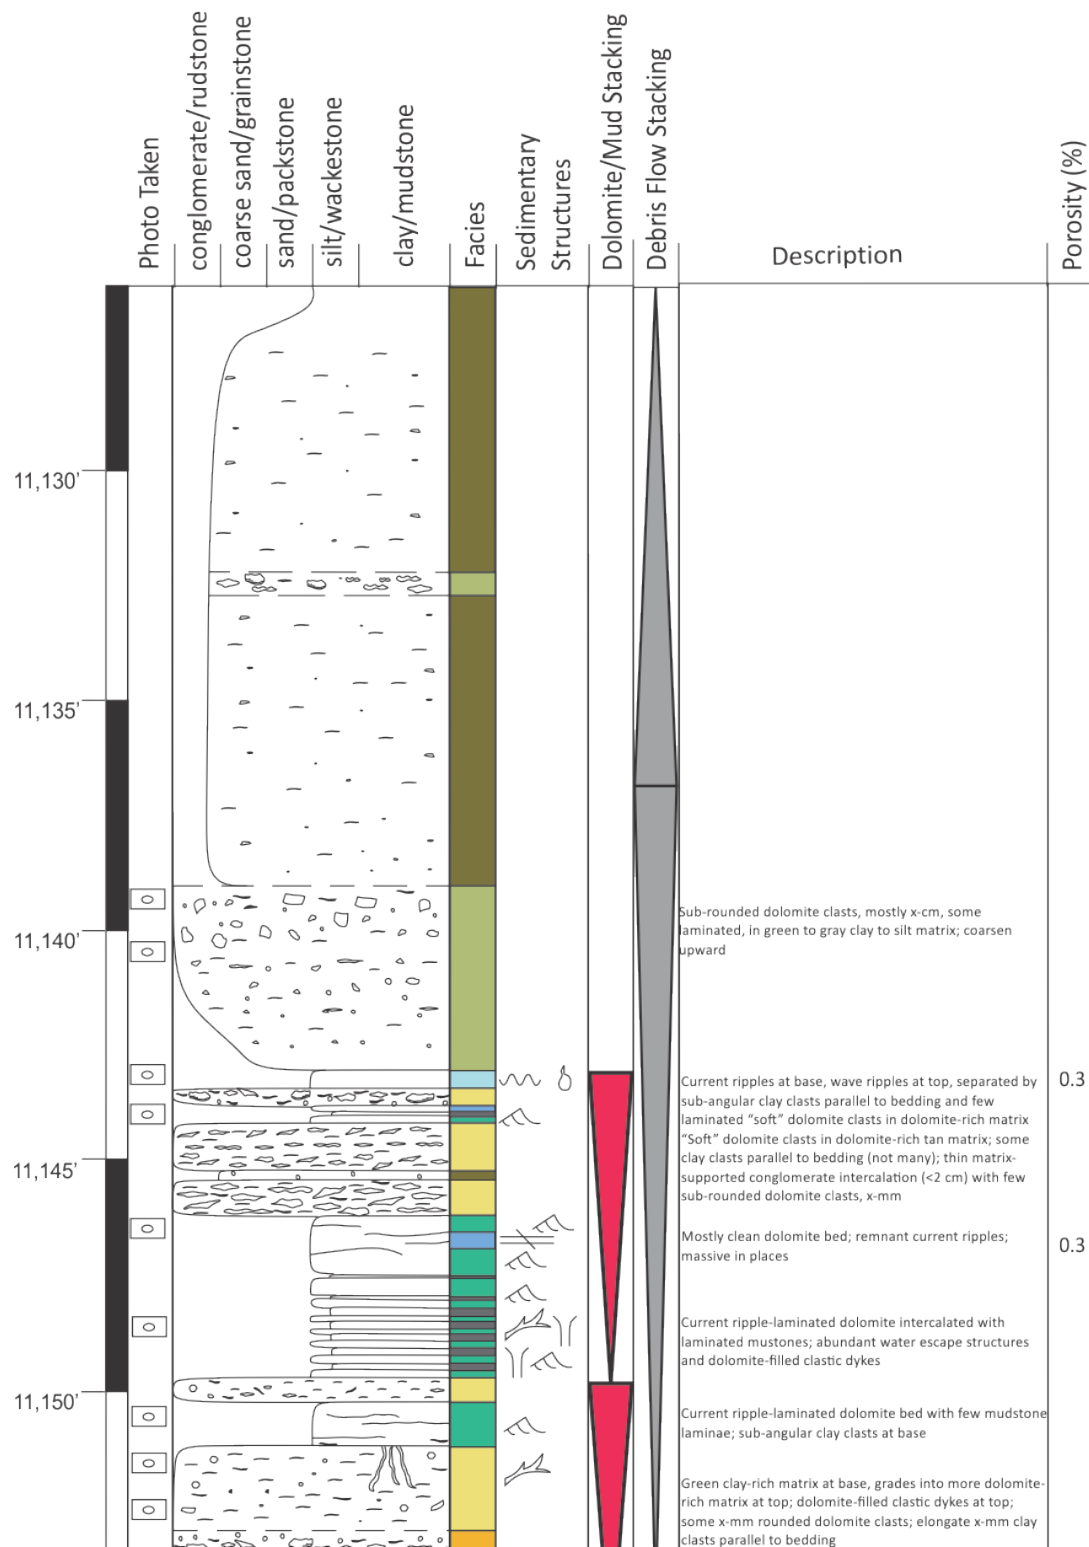 Photo Taken
conglomerate/rudstone
coarse sand/grainstone
sand/packstone
silt/wackestone
clay/mudstone
Facies
Sedimentary
Structures
Dolomite/Mud Stacking
Debris Flow Stacking
Description
Porosity (%)
11,130’
11,135’
11,140’
Sub-rounded dolomite clasts, mostly x-cm, some
laminated, in green to gray clay to silt matrix; coarsen
upward
Current ripples at base, wave ripples at top, separated by
sub-angular clay clasts parallel to bedding and few
laminated “soft” dolomite clasts in dolomite-rich matrix
0.3
“Soft” dolomite clasts in dolomite-rich tan matrix; some
clay clasts parallel to bedding (not many); thin matrix-
supported conglomerate intercalation (<2 cm) with few
sub-rounded dolomite clasts, x-mm
11,145’
Mostly clean dolomite bed; remnant current ripples;
massive in places
0.3
Current ripple-laminated dolomite intercalated with
laminated mustones; abundant water escape structures
and dolomite-filled clastic dykes
11,150’
Current ripple-laminated dolomite bed with few mudstone
laminae; sub-angular clay clasts at base
Green clay-rich matrix at base, grades into more dolomite-
rich matrix at top; dolomite-filled clastic dykes at top;
some x-mm rounded dolomite clasts; elongate x-mm clay
clasts parallel to bedding